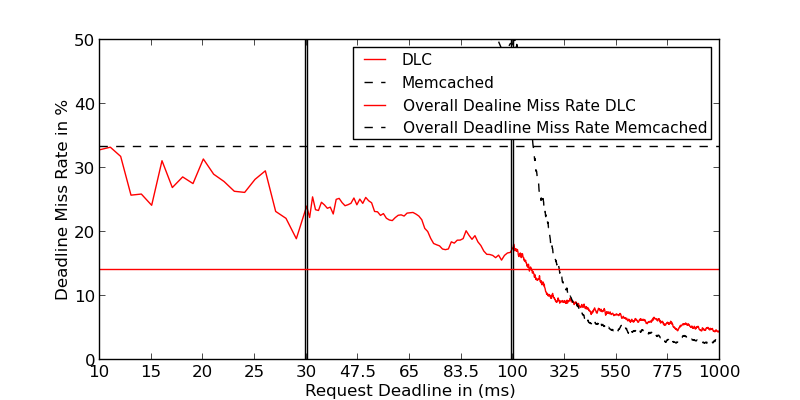 50
40
30
20
10
0
Deadline Miss Rate in %
DLC
Memcached
Overall Dealine Miss Rate DLC
Overall Deadline Miss Rate Memcached
10 15 20 25 30 47.5 65 83.5 100 325 550 775 1000
Request Deadline in (ms)